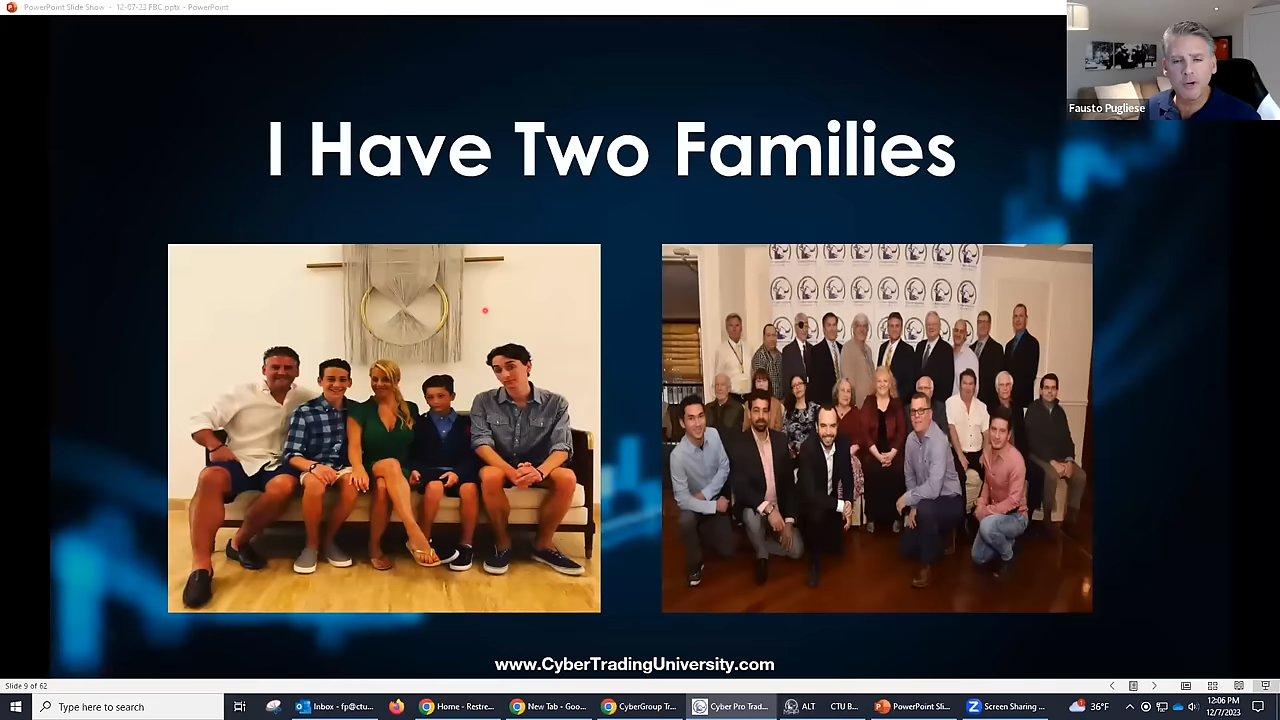 PowerPoint Slide Show - 12-07-23 FBC.pptx - PowerPoint
Fausto Pugliese
I Have Two Families
www.CyberTradingUniversity.com
Slide 9 of 62
Type here to search
Inbox - fp@ctu...
Home - Restre...
New Tab - Goo...
CyberGroup Tr...
Cyber Pro Trad...
ALT
CTU B...
PowerPoint Sli...
Screen Sharing ...
36°F
12:06 PM
12/7/2023